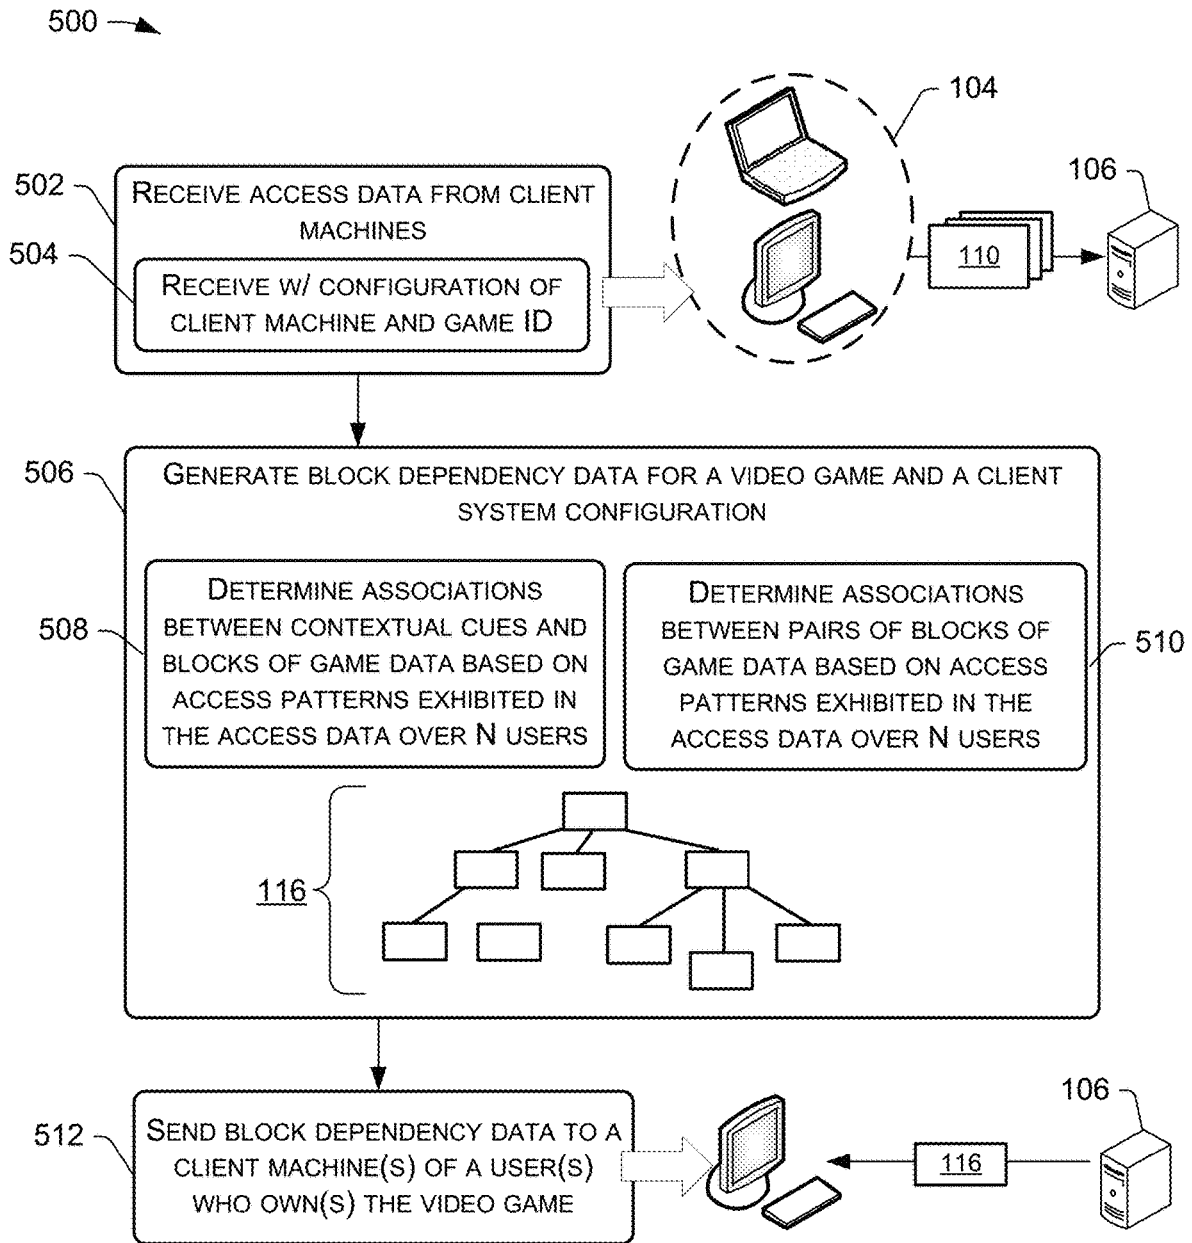 500
104
502
RECEIVE ACCESS DATA FROM CLIENT
MACHINES
106
504
110
RECEIVE W/ CONFIGURATION OF
CLIENT MACHINE AND GAME ID
506
GENERATE BLOCK DEPENDENCY DATA FOR A VIDEO GAME AND A CLIENT
SYSTEM CONFIGURATION
508
DETERMINE ASSOCIATIONS
BETWEEN CONTEXTUAL CUES AND
BLOCKS OF GAME DATA BASED ON
ACCESS PATTERNS EXHIBITED IN
THE ACCESS DATA OVER N USERS
DETERMINE ASSOCIATIONS
BETWEEN PAIRS OF BLOCKS OF
GAME DATA BASED ON ACCESS
PATTERNS EXHIBITED IN THE
ACCESS DATA OVER N USERS
510
116
512
SEND BLOCK DEPENDENCY DATA TO A
CLIENT MACHINE(S) OF A USER(S)
WHO OWN(S) THE VIDEO GAME
106
116